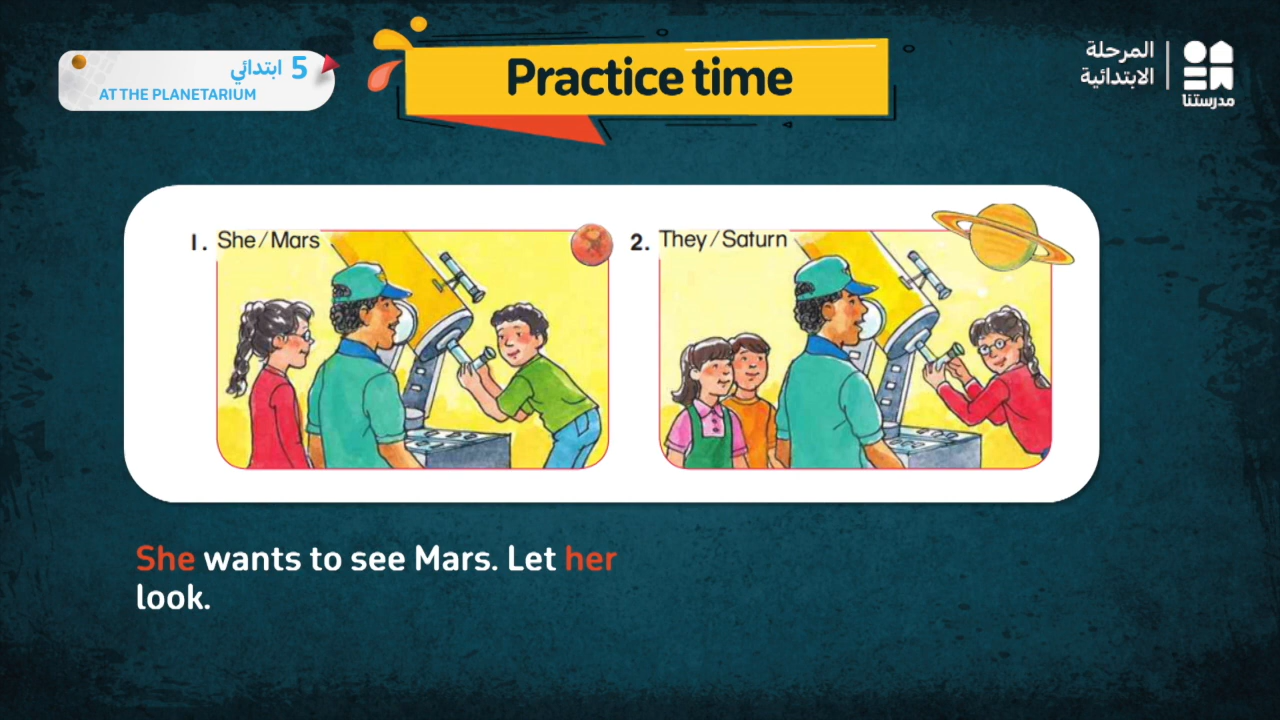 5 ابتدائي
AT THE PLANETARIUM
Practice time
المرحلة
الابتدائية
مدرستنا
1. She/Mars
2. They/Saturn
She wants to see Mars. Let her
look.